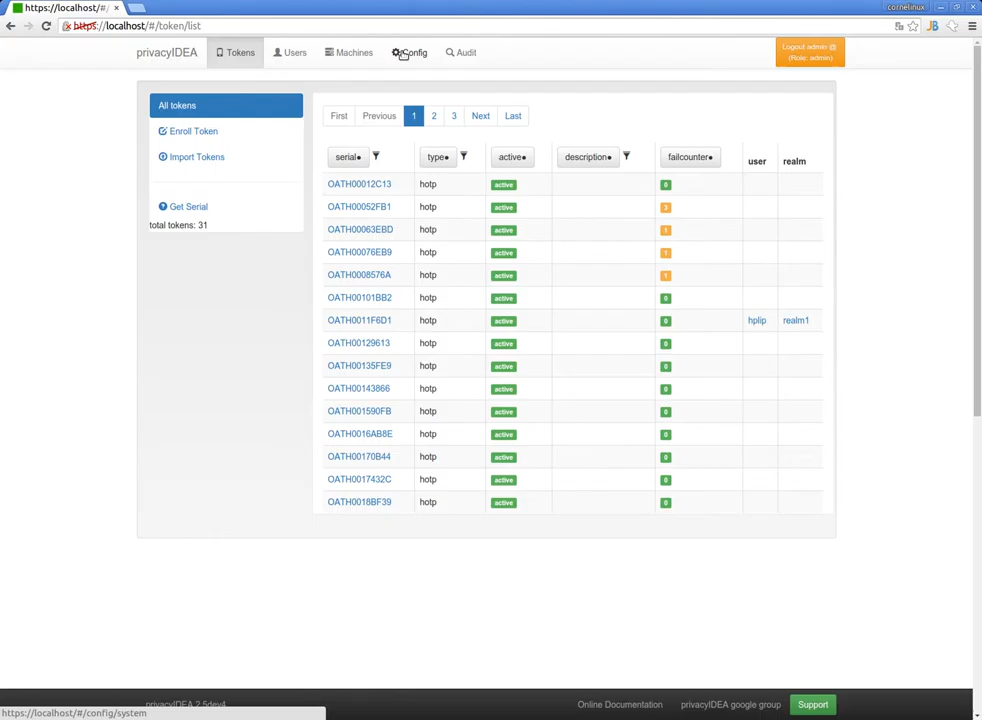 https://localhost/#/
cornelinux
https://localhost/#/token/list
privacyIDEA
Tokens
Users
Machines
Config
Audit
Logout admin @
(Role: admin)
All tokens
Enroll Token
Import Tokens
Get Serial
total tokens: 31
First Previous 1 2 3 Next Last
serial● type● active● description● failcounter● user realm
OATH00012C13 hotp active 0
OATH00052FB1 hotp active 3
OATH00063EBD hotp active 1
OATH00076EB9 hotp active 1
OATH0008576A hotp active 1
OATH00101BB2 hotp active 0
OATH0011F6D1 hotp active 0 hplip realm1
OATH00129613 hotp active 0
OATH00135FE9 hotp active 0
OATH00143866 hotp active 0
OATH001590FB hotp active 0
OATH0016AB8E hotp active 0
OATH00170B44 hotp active 0
OATH0017432C hotp active 0
OATH0018BF39 hotp active 0
privacyIDEA 2.5dev4
Online Documentation
privacyIDEA google group
Support
https://localhost/#/config/system